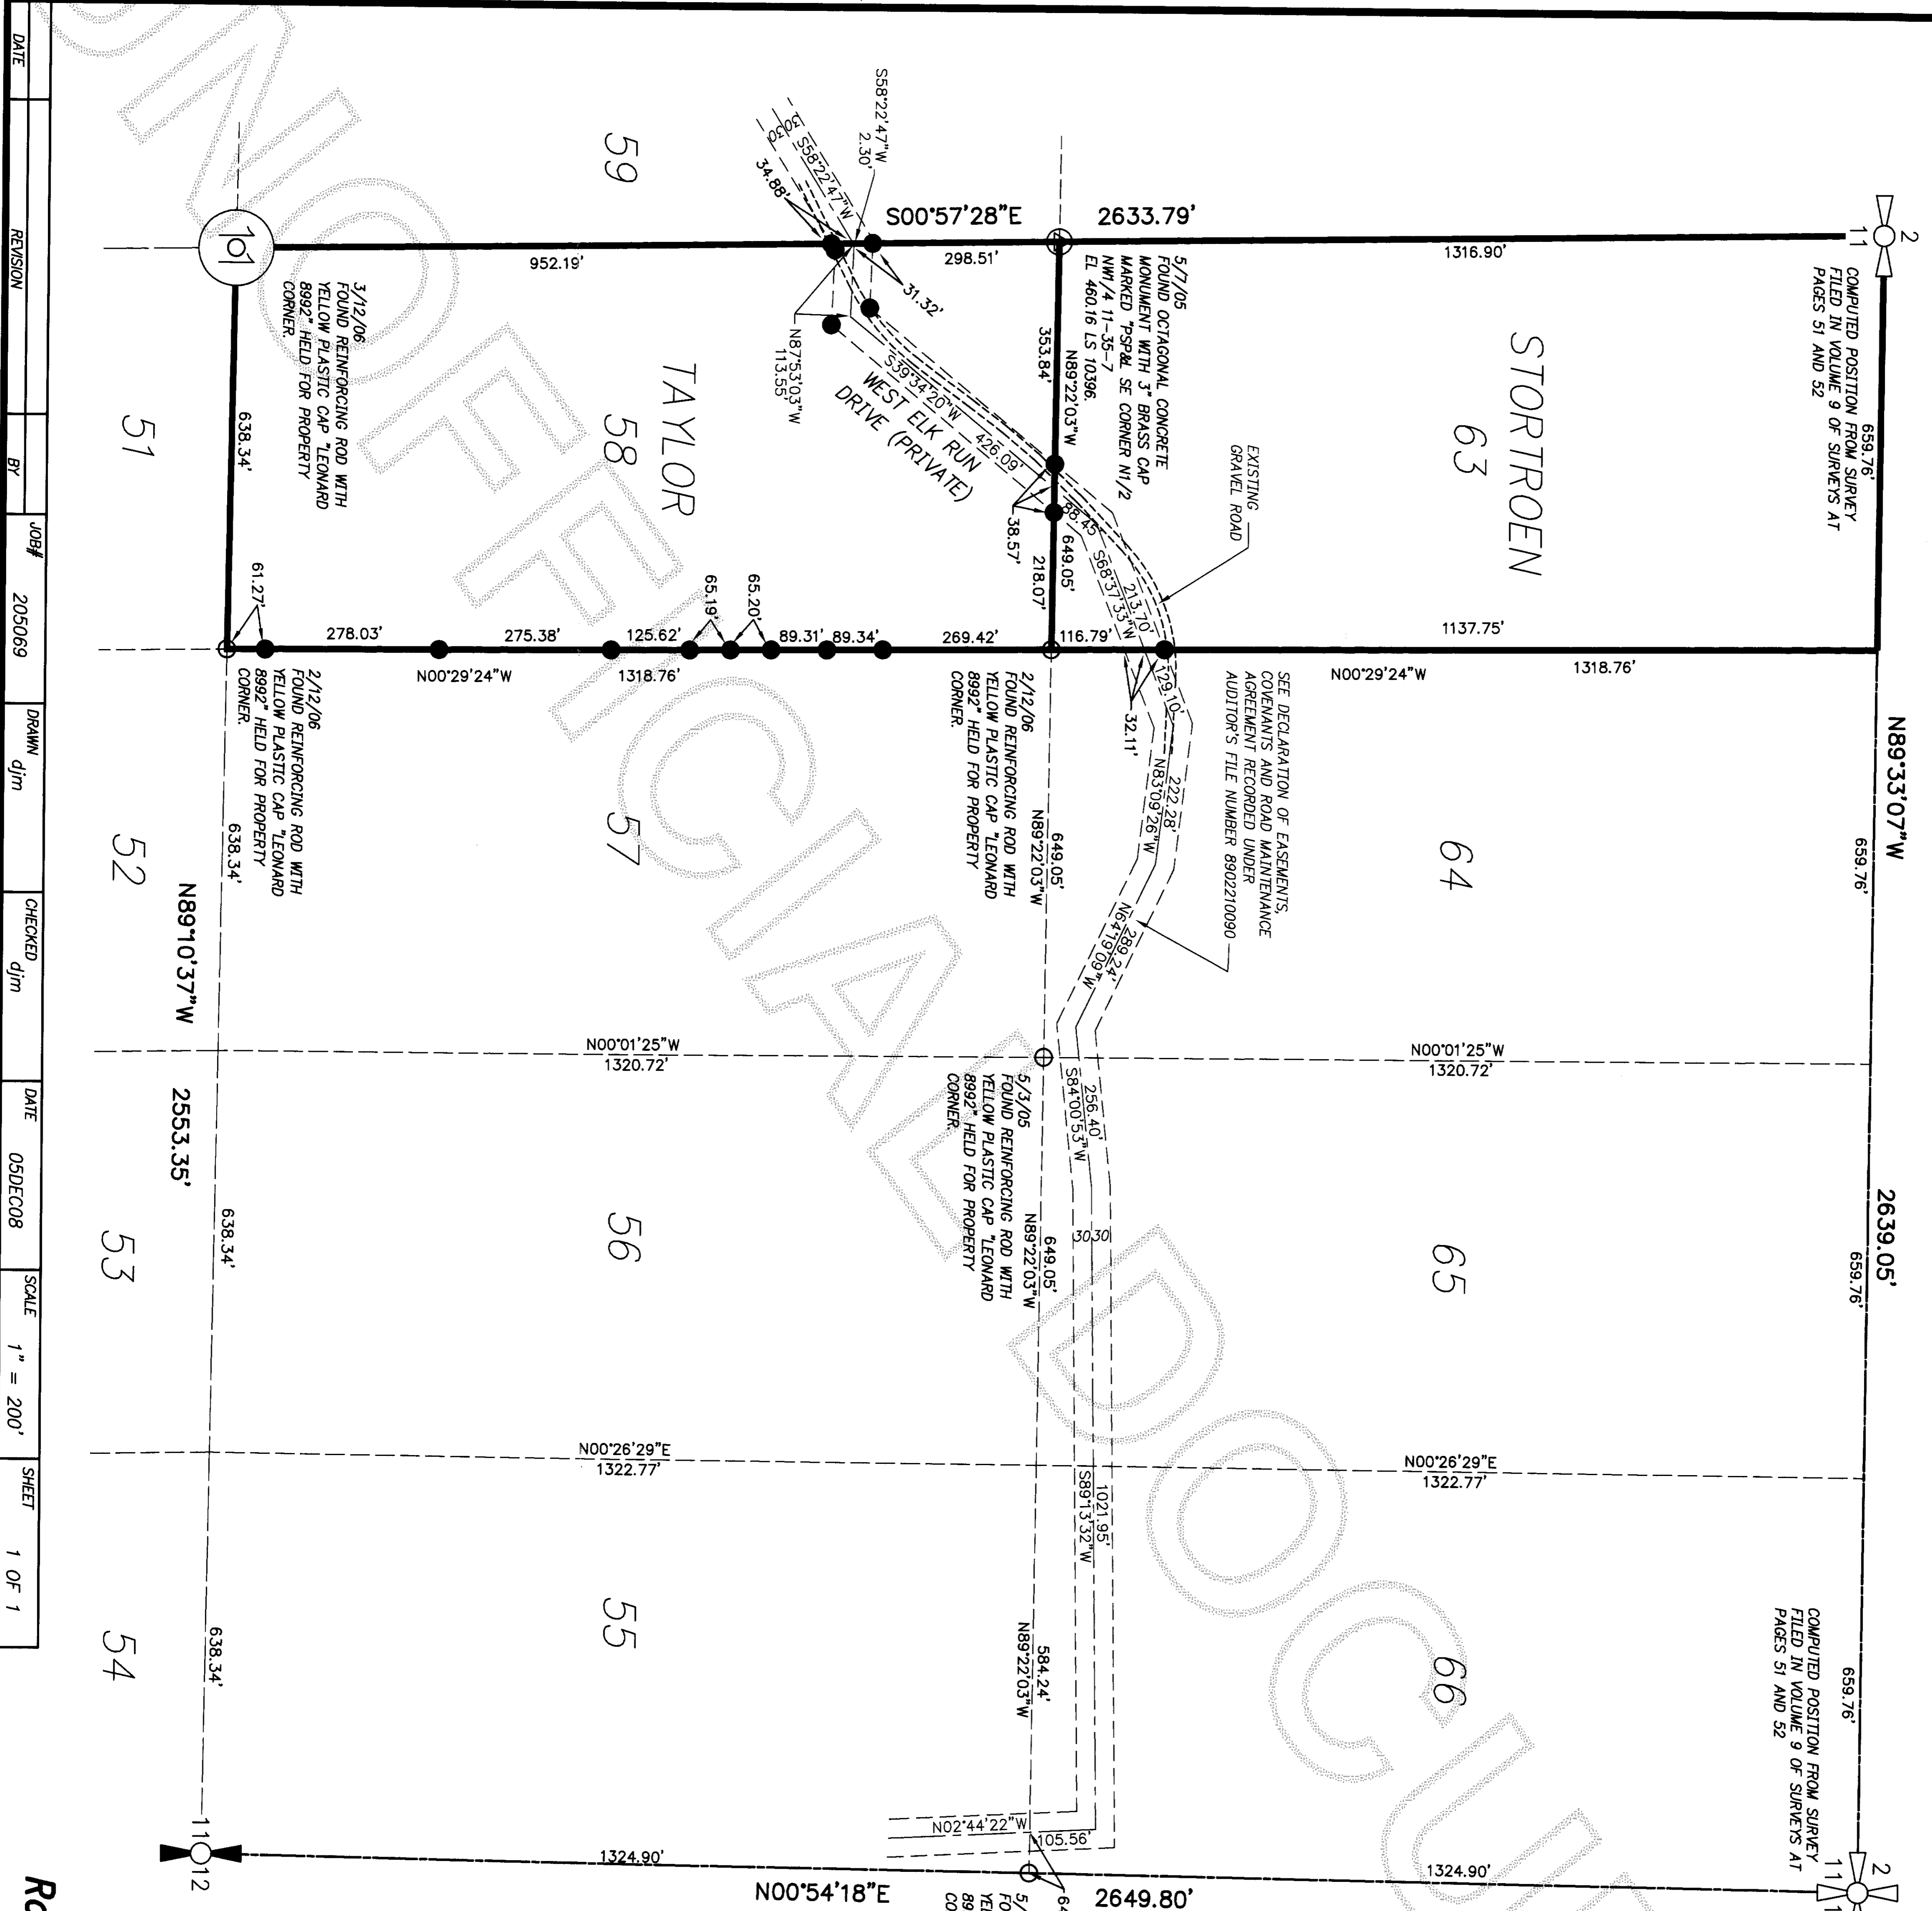 2
11
COMPUTED POSITION FROM SURVEY
FILED IN VOLUME 9 OF SURVEYS AT
PAGES 51 AND 52
659.76'
N89°33'07"W
659.76'
2639.05'
659.76'
659.76'
COMPUTED POSITION FROM SURVEY
FILED IN VOLUME 9 OF SURVEYS AT
PAGES 51 AND 52
2
11
1316.90'
STORTROEN
63
1137.75'
N00°29'24"W
1318.76'
64
N00°01'25"W
1320.72'
65
N00°26'29"E
1322.77'
66
1324.90'
EXISTING
GRAVEL ROAD
SEE DECLARATION OF EASEMENTS,
COVENANTS AND ROAD MAINTENANCE
AGREEMENT RECORDED UNDER
AUDITOR'S FILE NUMBER 8902210090
S00°57'28"E
2633.79'
5/7/05
FOUND OCTAGONAL CONCRETE
MONUMENT WITH 3" BRASS CAP
MARKED "PSP&L SE CORNER N1/2
NW1/4 11-35-7
EL 460.16 LS 10396.
N89°22'03"W
353.84'
38.57'
649.05'
218.07'
88.45'
S68°37'33"W
213.70'
116.79'
32.11'
129.10'
222.28'
N83°09'26"W
289.24'
N64°19'09"W
256.40'
S84°00'53"W
3030
1021.95'
S89°13'32"W
N02°44'22"W
105.56'
649.05'
N89°22'03"W
649.05'
N89°22'03"W
584.24'
N89°22'03"W
2/12/06
FOUND REINFORCING ROD WITH
YELLOW PLASTIC CAP "LEONARD
8992" HELD FOR PROPERTY
CORNER.
5/3/05
FOUND REINFORCING ROD WITH
YELLOW PLASTIC CAP "LEONARD
8992" HELD FOR PROPERTY
CORNER.
N00°54'18"E
2649.80'
S58°22'47"W
2.30'
3030
S58°22'47"W
34.88'
298.51'
31.32'
N87°53'03"W
113.55'
S39°34'20"W
426.09'
WEST ELK RUN
DRIVE (PRIVATE)
59
TAYLOR
58
952.19'
61.27'
278.03'
275.38'
125.62'
65.19'
65.20'
89.31'
89.34'
269.42'
N00°29'24"W
1318.76'
57
N00°01'25"W
1320.72'
56
N00°26'29"E
1322.77'
55
1324.90'
3/12/06
FOUND REINFORCING ROD WITH
YELLOW PLASTIC CAP "LEONARD
8992" HELD FOR PROPERTY
CORNER.
2/12/06
FOUND REINFORCING ROD WITH
YELLOW PLASTIC CAP "LEONARD
8992" HELD FOR PROPERTY
CORNER.
638.34'
638.34'
638.34'
638.34'
N89°10'37"W
2553.35'
11
12
51
52
53
54
DATE
REVISION
BY
JOB#
205069
DRAWN
djm
CHECKED
djm
DATE
05DEC08
SCALE
1" = 200'
SHEET
1 OF 1
UNOFFICIAL DOCU